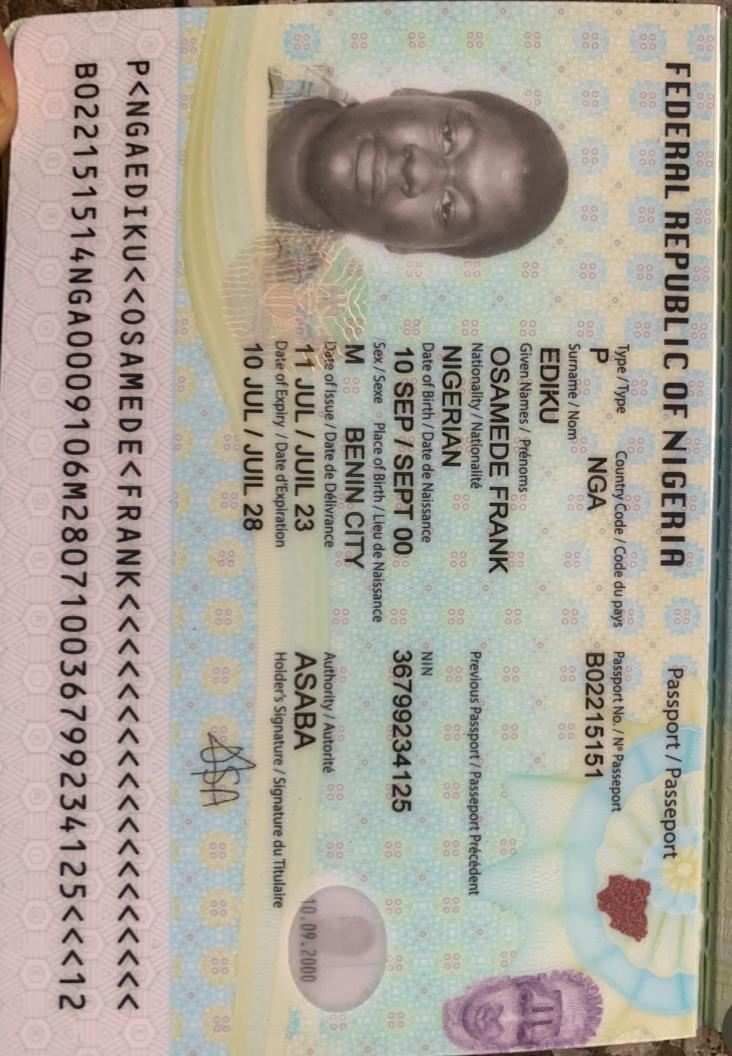 FEDERAL REPUBLIC OF NIGERIA
Passport / Passeport
Type / Type Country Code / Code du pays Passport No. / N° Passeport
P NGA B02215151
Surname / Nom
EDIKU
Given Names / Prénoms
OSAMEDE FRANK
Nationality / Nationalité Previous Passport / Passeport Précédent
NIGERIAN
Date of Birth / Date de Naissance NIN
10 SEP / SEPT 00 36799234125
Sex / Sexe Place of Birth / Lieu de Naissance
M BENIN CITY
Date of Issue / Date de Délivrance Authority / Autorité
11 JUL / JUIL 23 ASABA
Date of Expiry / Date d'Expiration Holder's Signature / Signature du Titulaire
10 JUL / JUIL 28
10.09.2000
P<NGAEDIKU<<OSAMEDE<FRANK<<<<<<<<<<<<<<<<<<<
B022151514NGA0009106M280710036799234125<<<12